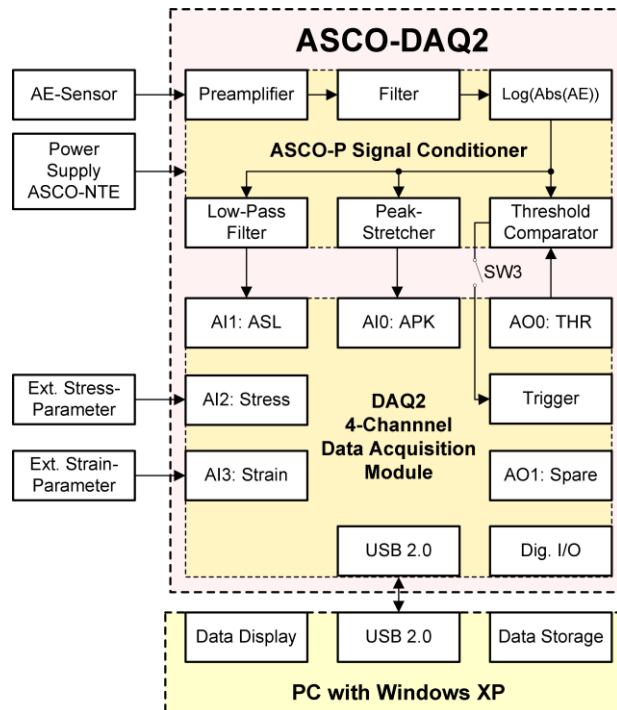 ASCO-DAQ2
AE-Sensor
Preamplifier
Filter
Log(Abs(AE))
Power
Supply
ASCO-NTE
ASCO-P Signal Conditioner
Low-Pass
Filter
Peak-
Stretcher
Threshold
Comparator
SW3
AI1: ASL
AI0: APK
AO0: THR
Ext. Stress-
Parameter
AI2: Stress
DAQ2
4-Channnel
Data Acquisition
Module
Trigger
Ext. Strain-
Parameter
AI3: Strain
AO1: Spare
USB 2.0
Dig. I/O
Data Display
USB 2.0
Data Storage
PC with Windows XP